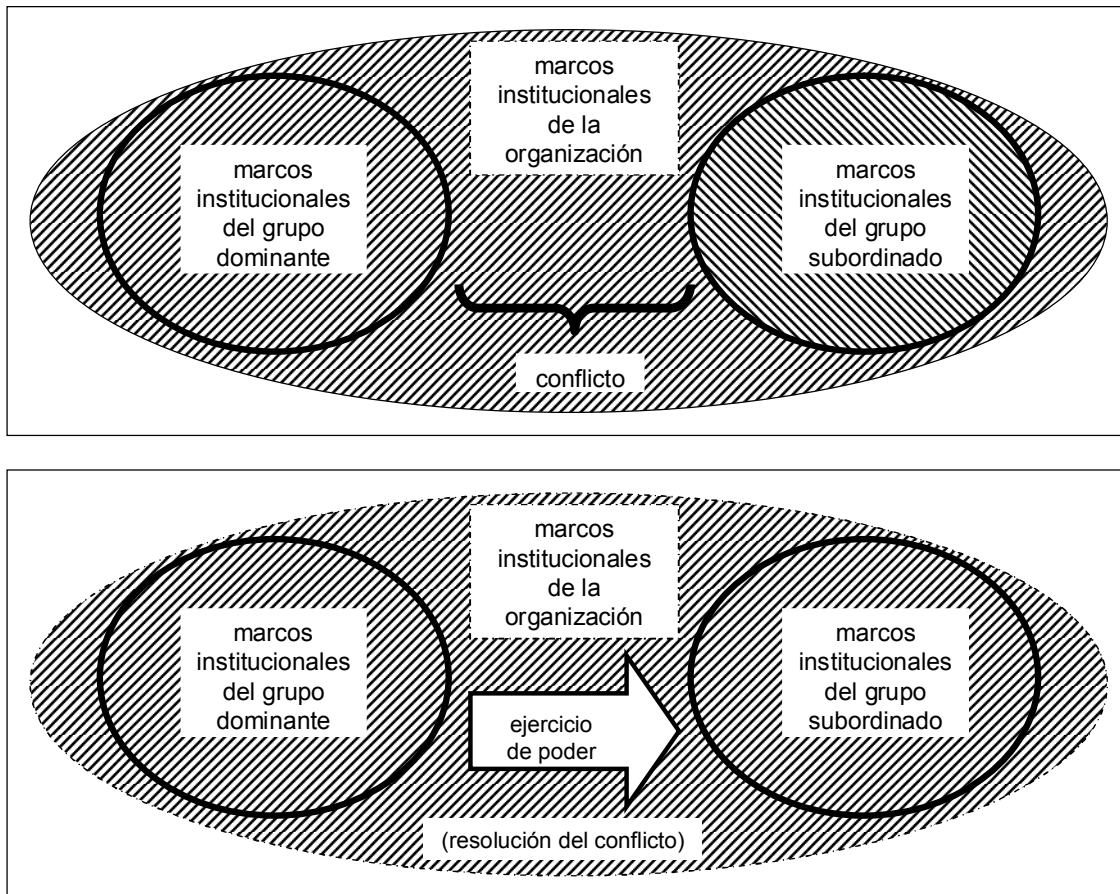 marcos
institucionales
de la
organización
marcos
institucionales
del grupo
dominante
marcos
institucionales
del grupo
subordinado
conflicto
marcos
institucionales
de la
organización
marcos
institucionales
del grupo
dominante
marcos
institucionales
del grupo
subordinado
ejercicio
de poder
(resolución del conflicto)